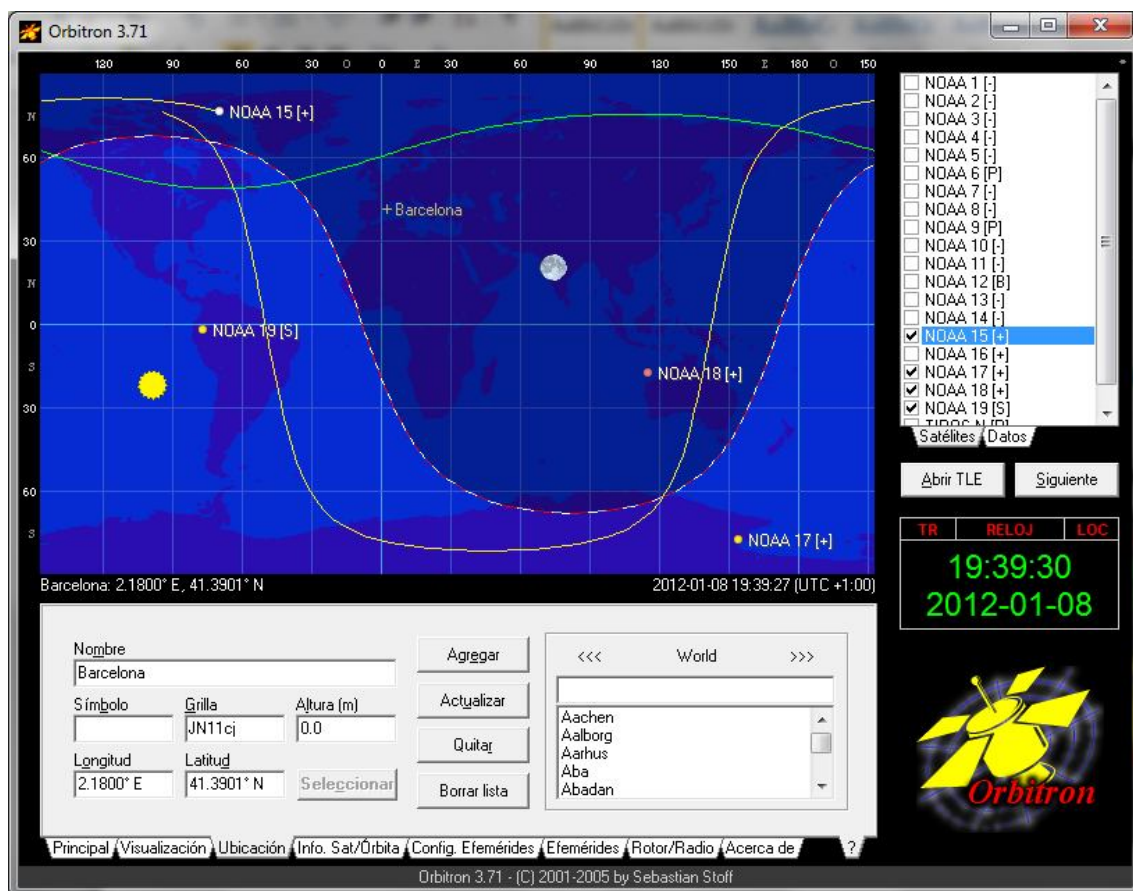 Orbitron 3.71
120 90 60 30 O 0 E 30 60 90 120 150 E 180 O 150
N
60
30
N
0
S
30
60
S
NOAA 15 [+]
+Barcelona
NOAA 19 [S]
NOAA 18 [+]
NOAA 17 [+]
Barcelona: 2.1800° E, 41.3901° N
2012-01-08 19:39:27 (UTC +1:00)
NOAA 1 [-]
NOAA 2 [-]
NOAA 3 [-]
NOAA 4 [-]
NOAA 5 [-]
NOAA 6 [P]
NOAA 7 [-]
NOAA 8 [-]
NOAA 9 [P]
NOAA 10 [-]
NOAA 11 [-]
NOAA 12 [B]
NOAA 13 [-]
NOAA 14 [-]
NOAA 15 [+]
NOAA 16 [+]
NOAA 17 [+]
NOAA 18 [+]
NOAA 19 [S]
Satélites Datos
Abrir TLE Siguiente
TR RELOJ LOC
19:39:30
2012-01-08
Nombre
Barcelona
Símbolo Grilla Altura (m)
JN11cj 0.0
Longitud Latitud
2.1800° E 41.3901° N Seleccionar
Agregar
Actualizar
Quitar
Borrar lista
<<< World >>>
Aachen
Aalborg
Aarhus
Aba
Abadan
Orbitron
Principal Visualización Ubicación Info. Sat/Órbita Config. Efemérides Efemérides Rotor/Radio Acerca de ?
Orbitron 3.71 - (C) 2001-2005 by Sebastian Stoff